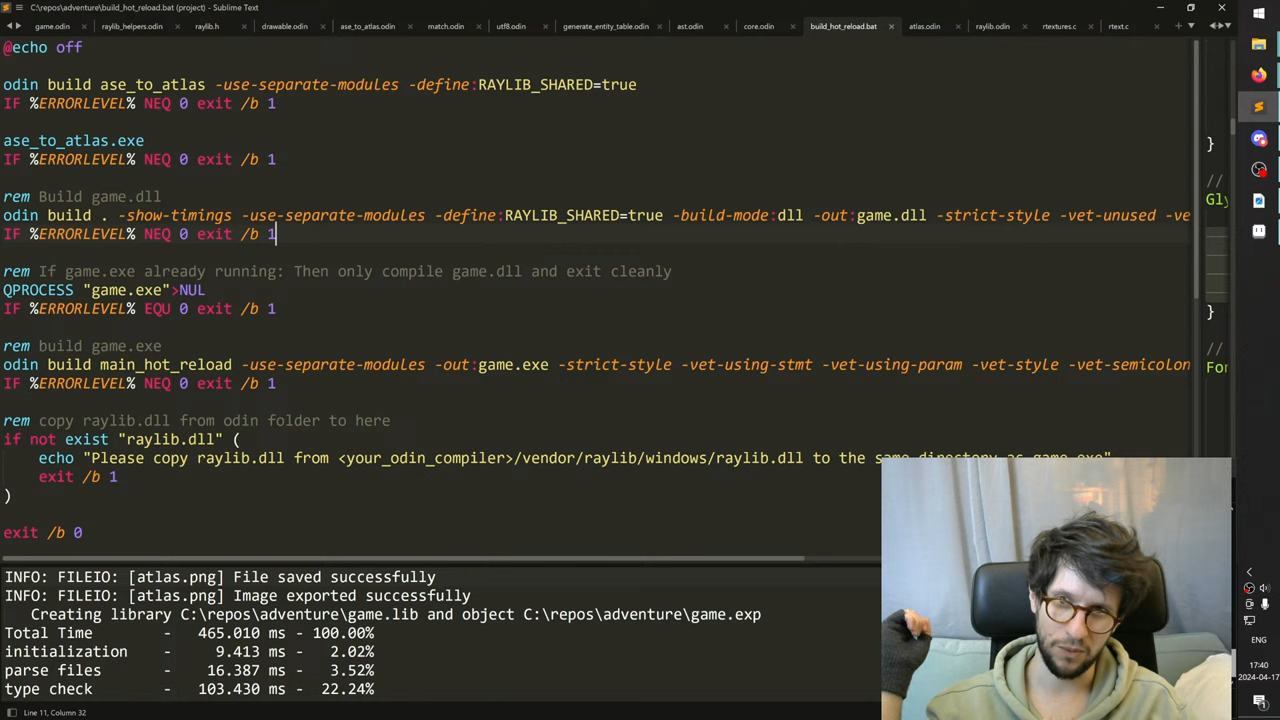 C:\repos\adventure\build_hot_reload.bat (project) - Sublime Text
game.odin
raylib_helpers.odin
raylib.h
drawable.odin
ase_to_atlas.odin
match.odin
utf8.odin
generate_entity_table.odin
ast.odin
core.odin
build_hot_reload.bat
atlas.odin
raylib.odin
rtextures.c
rtext.c
@echo off
odin build ase_to_atlas -use-separate-modules -define:RAYLIB_SHARED=true
IF %ERRORLEVEL% NEQ 0 exit /b 1
ase_to_atlas.exe
IF %ERRORLEVEL% NEQ 0 exit /b 1
rem Build game.dll
odin build . -show-timings -use-separate-modules -define:RAYLIB_SHARED=true -build-mode:dll -out:game.dll -strict-style -vet-unused -ve
IF %ERRORLEVEL% NEQ 0 exit /b 1
rem If game.exe already running: Then only compile game.dll and exit cleanly
QPROCESS "game.exe">NUL
IF %ERRORLEVEL% EQU 0 exit /b 1
rem build game.exe
odin build main_hot_reload -use-separate-modules -out:game.exe -strict-style -vet-using-stmt -vet-using-param -vet-style -vet-semicolon
IF %ERRORLEVEL% NEQ 0 exit /b 1
rem copy raylib.dll from odin folder to here
if not exist "raylib.dll" (
echo "Please copy raylib.dll from <your_odin_compiler>/vendor/raylib/windows/raylib.dll to the same directory as game.exe"
exit /b 1
)
exit /b 0
}
//
Gly
}
//
Fo
INFO: FILEIO: [atlas.png] File saved successfully
INFO: FILEIO: [atlas.png] Image exported successfully
Creating library C:\repos\adventure\game.lib and object C:\repos\adventure\game.exp
Total Time - 465.010 ms - 100.00%
initialization - 9.413 ms - 2.02%
parse files - 16.387 ms - 3.52%
type check - 103.430 ms - 22.24%
Line 11, Column 32
17:40
2024-04-17